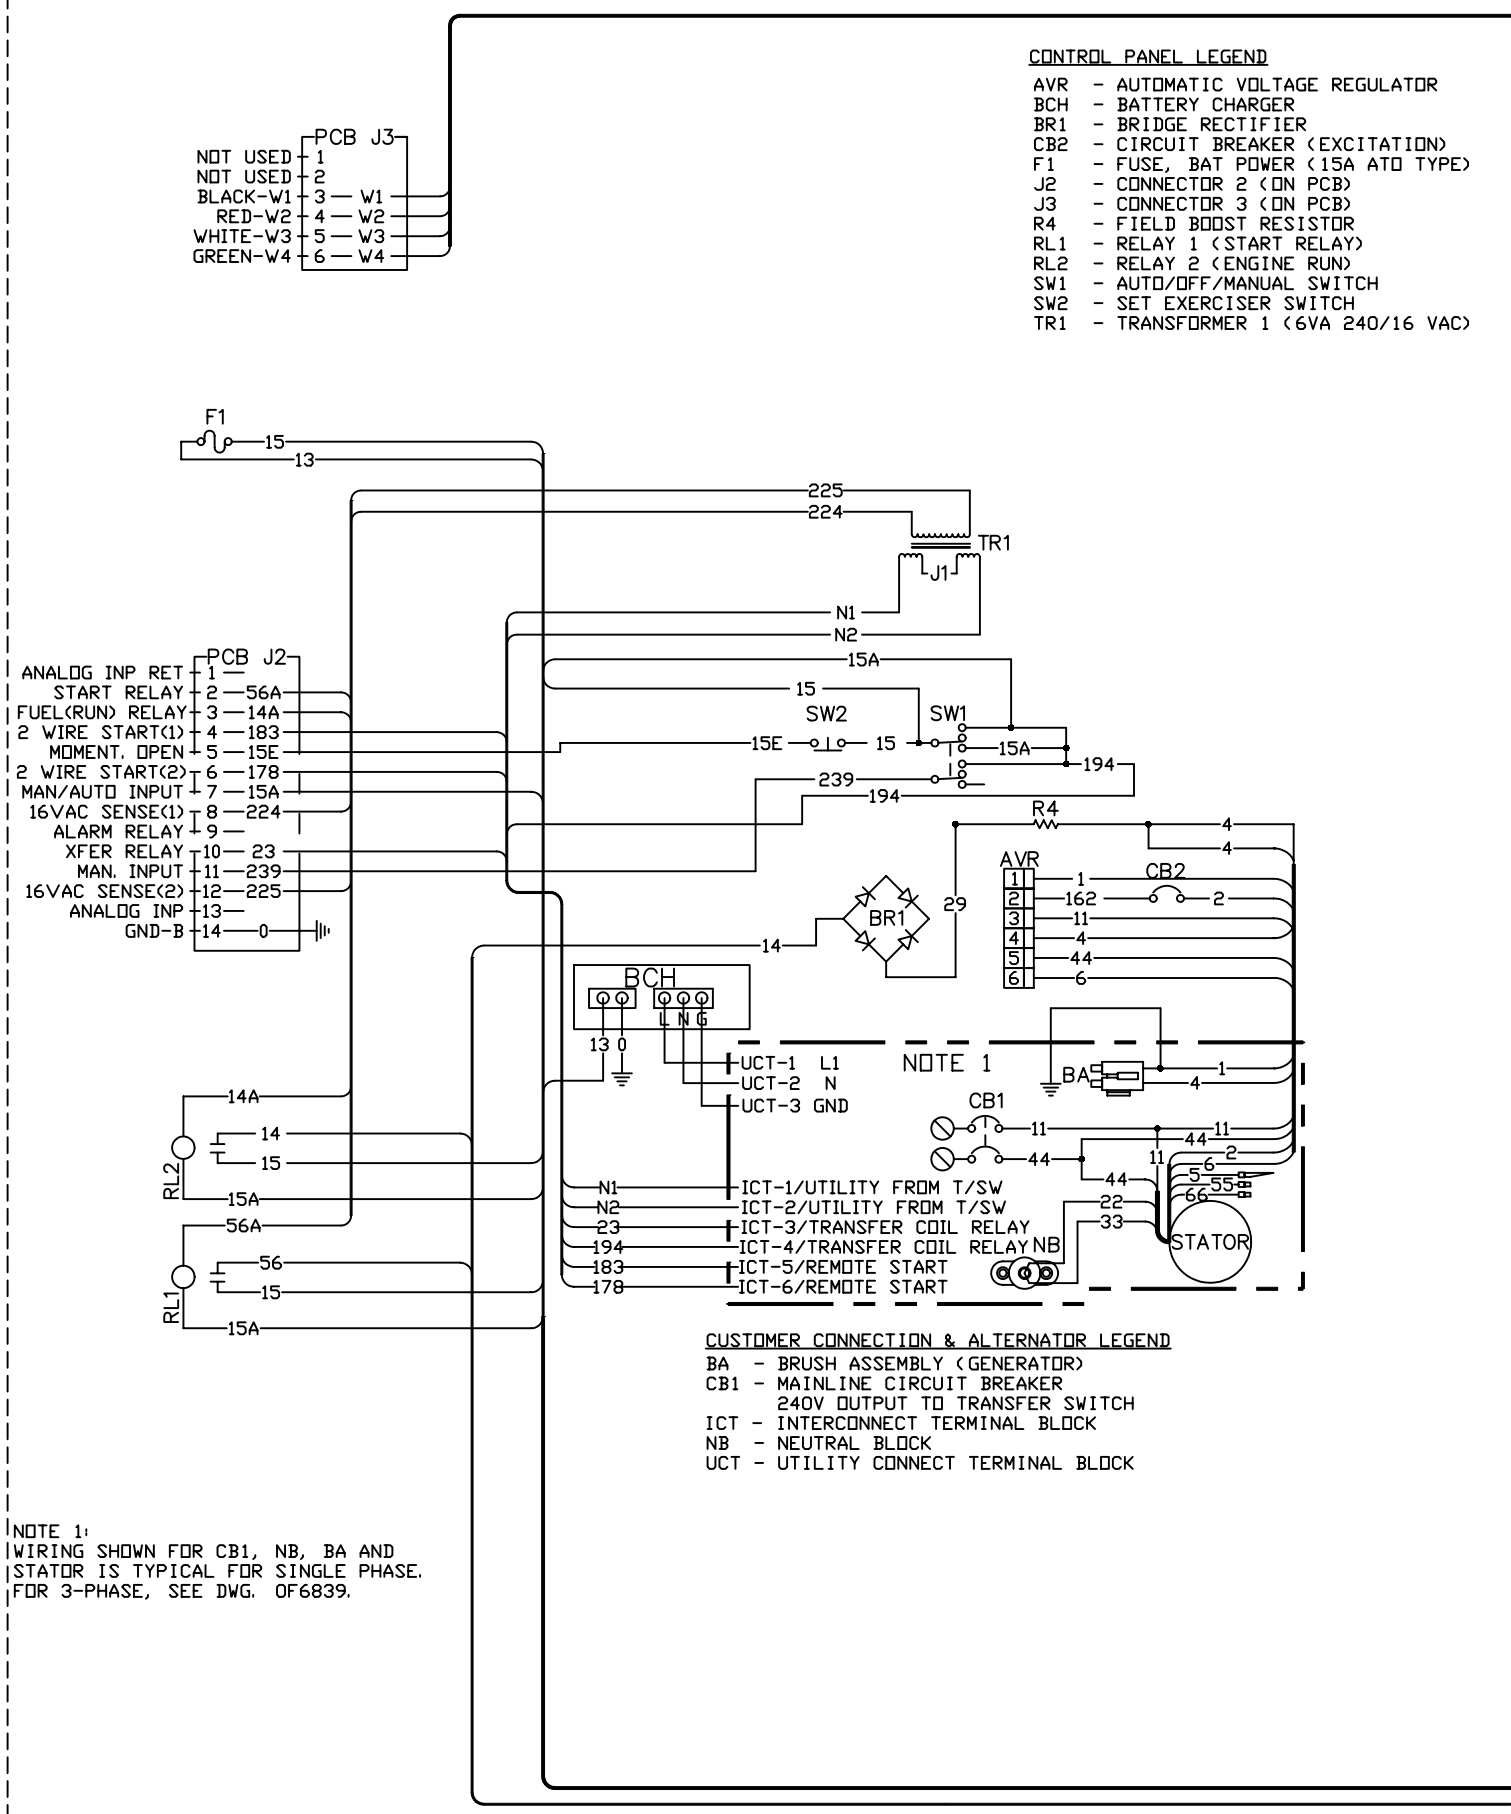 CONTROL PANEL LEGEND
AVR - AUTOMATIC VOLTAGE REGULATOR
BCH - BATTERY CHARGER
BR1 - BRIDGE RECTIFIER
CB2 - CIRCUIT BREAKER (EXCITATION)
F1 - FUSE, BAT POWER (15A ATO TYPE)
J2 - CONNECTOR 2 (ON PCB)
J3 - CONNECTOR 3 (ON PCB)
R4 - FIELD BOOST RESISTOR
RL1 - RELAY 1 (START RELAY)
RL2 - RELAY 2 (ENGINE RUN)
SW1 - AUTO/OFF/MANUAL SWITCH
SW2 - SET EXERCISER SWITCH
TR1 - TRANSFORMER 1 (6VA 240/16 VAC)
PCB J3
NOT USED 1
NOT USED 2
BLACK-W1 3 W1
RED-W2 4 W2
WHITE-W3 5 W3
GREEN-W4 6 W4
F1
15
13
225
224
TR1
J1
N1
N2
15A
15
SW2 SW1
15E 15 15A
194
239
194
PCB J2
ANALOG INP RET 1
START RELAY 2 56A
FUEL(RUN) RELAY 3 14A
2 WIRE START(1) 4 183
MOMENT. OPEN 5 15E
2 WIRE START(2) 6 178
MAN/AUTO INPUT 7 15A
16VAC SENSE(1) 8 224
ALARM RELAY 9
XFER RELAY 10 23
MAN. INPUT 11 239
16VAC SENSE(2) 12 225
ANALOG INP 13
GND-B 14 0
R4
4
4
AVR
CB2
1 1
2 162 2
3 11
4 4
5 44
6 6
BR1
29
14
BCH
L N G
13 0
UCT-1 L1
UCT-2 N
UCT-3 GND
NOTE 1
BA
1
4
CB1
11 11
44
44
11
2
6
5
55
66
44
22
33
STATOR
NB
14A
14
15
RL2
15A
56A
56
15
RL1
15A
N1 ICT-1/UTILITY FROM T/SW
N2 ICT-2/UTILITY FROM T/SW
23 ICT-3/TRANSFER COIL RELAY
194 ICT-4/TRANSFER COIL RELAY
183 ICT-5/REMOTE START
178 ICT-6/REMOTE START
CUSTOMER CONNECTION & ALTERNATOR LEGEND
BA - BRUSH ASSEMBLY (GENERATOR)
CB1 - MAINLINE CIRCUIT BREAKER
240V OUTPUT TO TRANSFER SWITCH
ICT - INTERCONNECT TERMINAL BLOCK
NB - NEUTRAL BLOCK
UCT - UTILITY CONNECT TERMINAL BLOCK
NOTE 1:
WIRING SHOWN FOR CB1, NB, BA AND
STATOR IS TYPICAL FOR SINGLE PHASE.
FOR 3-PHASE, SEE DWG. 0F6839.